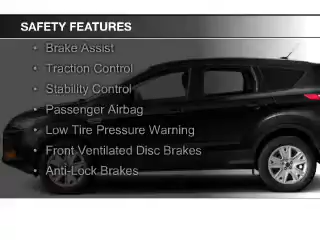 SAFETY FEATURES
• Brake Assist
• Traction Control
• Stability Control
• Passenger Airbag
• Low Tire Pressure Warning
• Front Ventilated Disc Brakes
• Anti-Lock Brakes